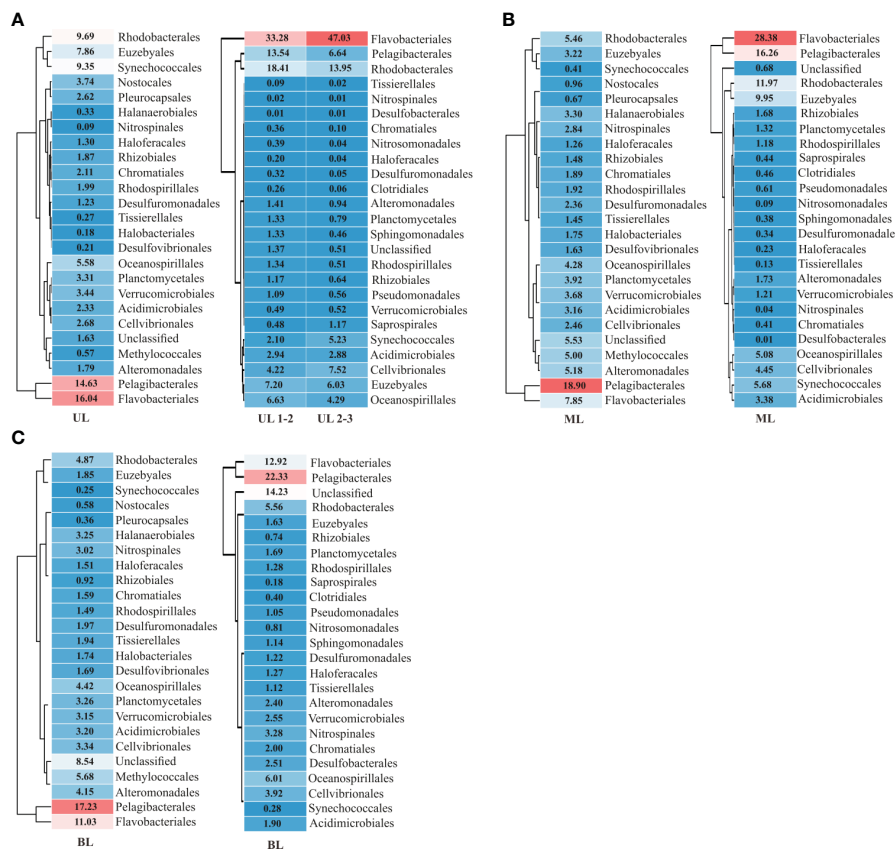 A
9.69 Rhodobacterales
7.86 Euzebyales
9.35 Synechococcales
3.74 Nostocales
2.62 Pleurocapsales
0.33 Halanaerobiales
0.09 Nitrospinales
1.30 Haloferacales
1.87 Rhizobiales
2.11 Chromatiales
1.99 Rhodospirillales
1.23 Desulfuromonadales
0.27 Tissierellales
0.18 Halobacteriales
0.21 Desulfovibrionales
5.58 Oceanospirillales
3.31 Planctomycetales
3.44 Verrucomicrobiales
2.33 Acidimicrobiales
2.68 Cellvibrionales
1.63 Unclassified
0.57 Methylococcales
1.79 Alteromonadales
14.63 Pelagibacterales
16.04 Flavobacteriales
UL
33.28 47.03 Flavobacteriales
13.54 6.64 Pelagibacterales
18.41 13.95 Rhodobacterales
0.09 0.02 Tissierellales
0.02 0.01 Nitrospinales
0.01 0.01 Desulfobacterales
0.36 0.10 Chromatiales
0.39 0.04 Nitrosomonadales
0.20 0.04 Haloferacales
0.32 0.05 Desulfuromonadales
0.26 0.06 Clotridiales
1.41 0.94 Alteromonadales
1.33 0.79 Planctomycetales
1.33 0.46 Sphingomonadales
1.37 0.51 Unclassified
1.34 0.51 Rhodospirillales
1.17 0.64 Rhizobiales
1.09 0.56 Pseudomonadales
0.49 0.52 Verrucomicrobiales
0.48 1.17 Saprospirales
2.10 5.23 Synechococcales
2.94 2.88 Acidimicrobiales
4.22 7.52 Cellvibrionales
7.20 6.03 Euzebyales
6.63 4.29 Oceanospirillales
UL 1-2 UL 2-3
B
5.46 Rhodobacterales
3.22 Euzebyales
0.41 Synechococcales
0.96 Nostocales
0.67 Pleurocapsales
3.30 Halanaerobiales
2.84 Nitrospinales
1.26 Haloferacales
1.48 Rhizobiales
1.89 Chromatiales
1.92 Rhodospirillales
2.36 Desulfuromonadales
1.45 Tissierellales
1.75 Halobacteriales
1.63 Desulfovibrionales
4.28 Oceanospirillales
3.92 Planctomycetales
3.68 Verrucomicrobiales
3.16 Acidimicrobiales
2.46 Cellvibrionales
5.53 Unclassified
5.00 Methylococcales
5.18 Alteromonadales
18.90 Pelagibacterales
7.85 Flavobacteriales
ML
28.38 Flavobacteriales
16.26 Pelagibacterales
0.68 Unclassified
11.97 Rhodobacterales
9.95 Euzebyales
1.68 Rhizobiales
1.32 Planctomycetales
1.18 Rhodospirillales
0.44 Saprospirales
0.46 Clotridiales
0.61 Pseudomonadales
0.09 Nitrosomonadales
0.38 Sphingomonadales
0.34 Desulfuromonadale
0.23 Haloferacales
0.13 Tissierellales
1.73 Alteromonadales
1.21 Verrucomicrobiales
0.04 Nitrospinales
0.41 Chromatiales
0.01 Desulfobacterales
5.08 Oceanospirillales
4.45 Cellvibrionales
5.68 Synechococcales
3.38 Acidimicrobiales
ML
C
4.87 Rhodobacterales
1.85 Euzebyales
0.25 Synechococcales
0.58 Nostocales
0.36 Pleurocapsales
3.25 Halanaerobiales
3.02 Nitrospinales
1.51 Haloferacales
0.92 Rhizobiales
1.59 Chromatiales
1.49 Rhodospirillales
1.97 Desulfuromonadales
1.94 Tissierellales
1.74 Halobacteriales
1.69 Desulfovibrionales
4.42 Oceanospirillales
3.26 Planctomycetales
3.15 Verrucomicrobiales
3.20 Acidimicrobiales
3.34 Cellvibrionales
8.54 Unclassified
5.68 Methylococcales
4.15 Alteromonadales
17.23 Pelagibacterales
11.03 Flavobacteriales
BL
12.92 Flavobacteriales
22.33 Pelagibacterales
14.23 Unclassified
5.56 Rhodobacterales
1.63 Euzebyales
0.74 Rhizobiales
1.69 Planctomycetales
1.28 Rhodospirillales
0.18 Saprospirales
0.40 Clotridiales
1.05 Pseudomonadales
0.81 Nitrosomonadales
1.14 Sphingomonadales
1.22 Desulfuromonadales
1.27 Haloferacales
1.12 Tissierellales
2.40 Alteromonadales
2.55 Verrucomicrobiales
3.28 Nitrospinales
2.00 Chromatiales
2.51 Desulfobacterales
6.01 Oceanospirillales
3.92 Cellvibrionales
0.28 Synechococcales
1.90 Acidimicrobiales
BL